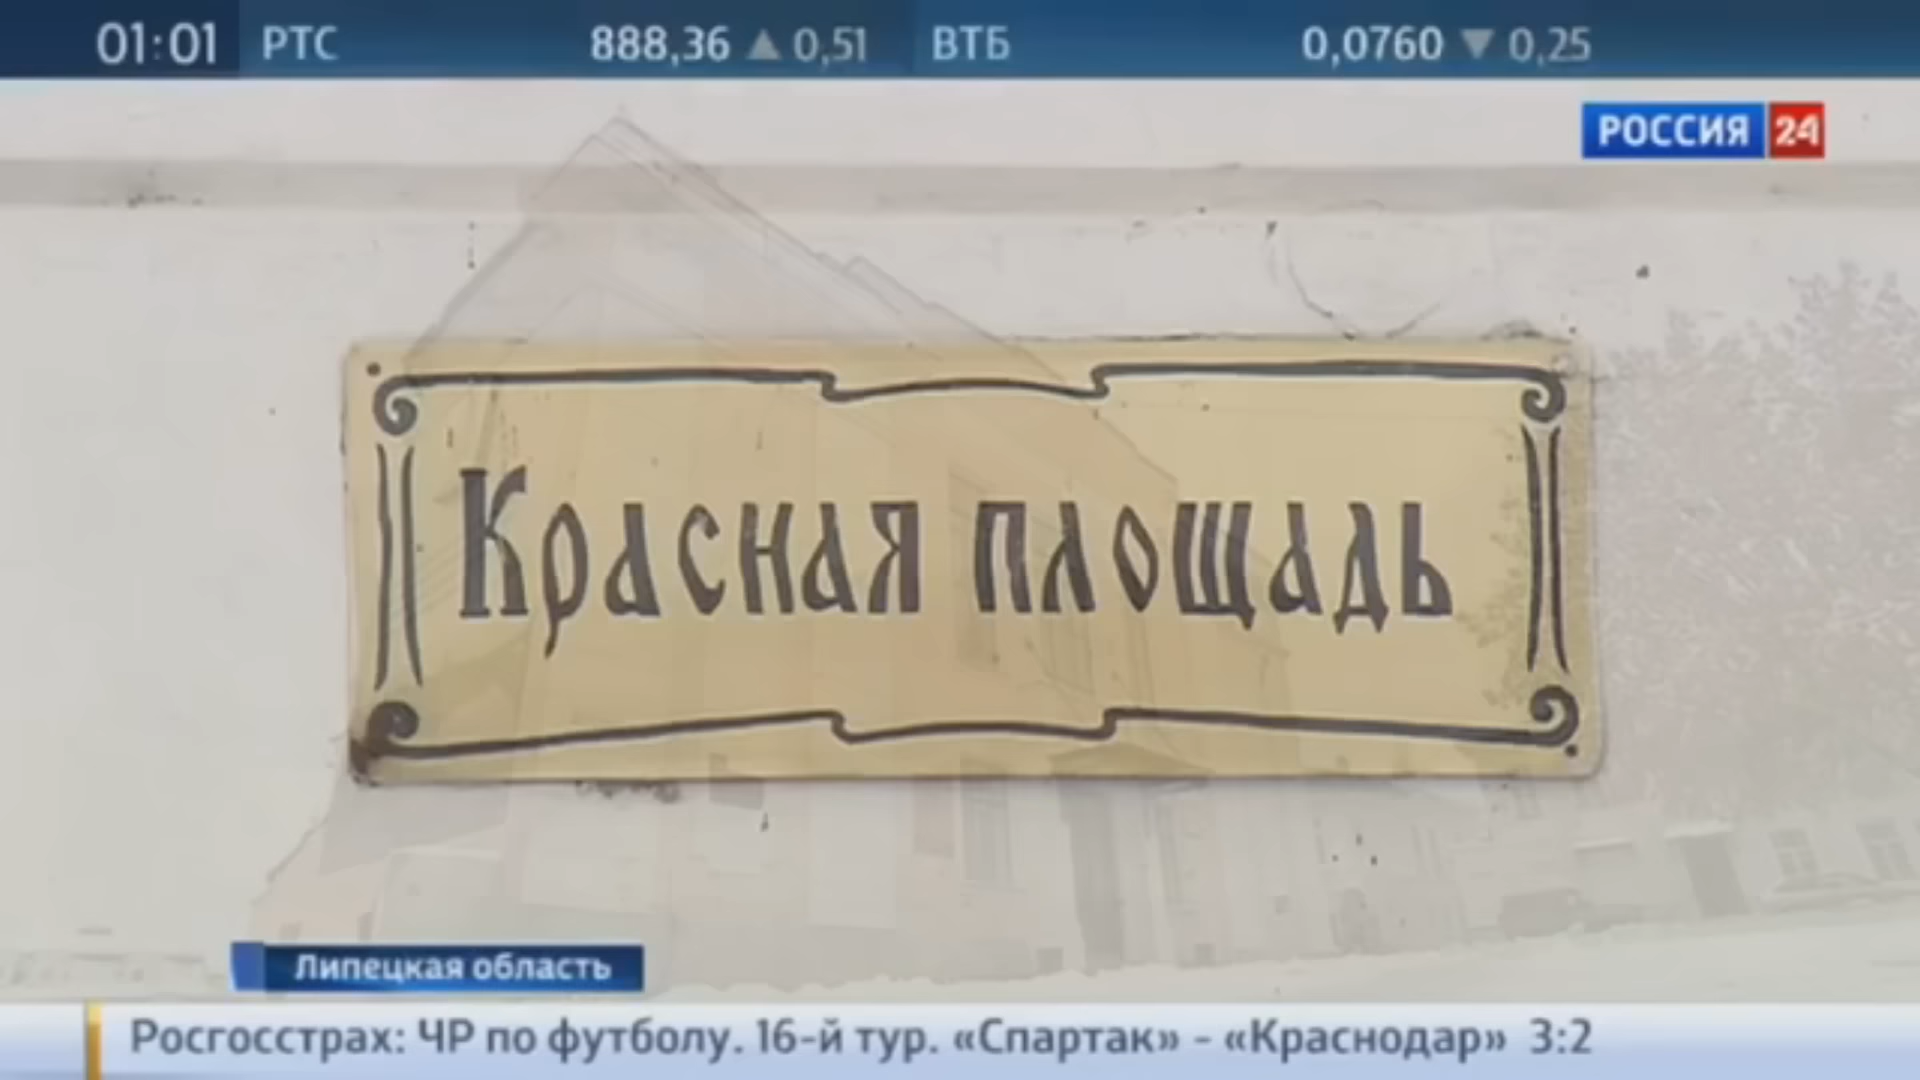 01:01 РТС 888,36 ▲ 0,51 ВТБ 0,0760 ▼ 0,25
РОССИЯ 24
Красная площадь
Липецкая область
Росгосстрах: ЧР по футболу. 16-й тур. «Спартак» - «Краснодар» 3:2